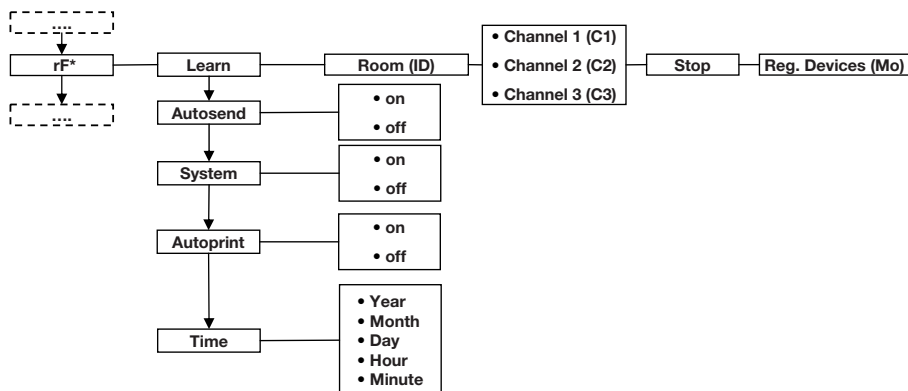 ....
rF*
....
Learn
Room (ID)
• Channel 1 (C1)
• Channel 2 (C2)
• Channel 3 (C3)
Stop
Reg. Devices (Mo)
Autosend
• on
• off
System
• on
• off
Autoprint
• on
• off
Time
• Year
• Month
• Day
• Hour
• Minute